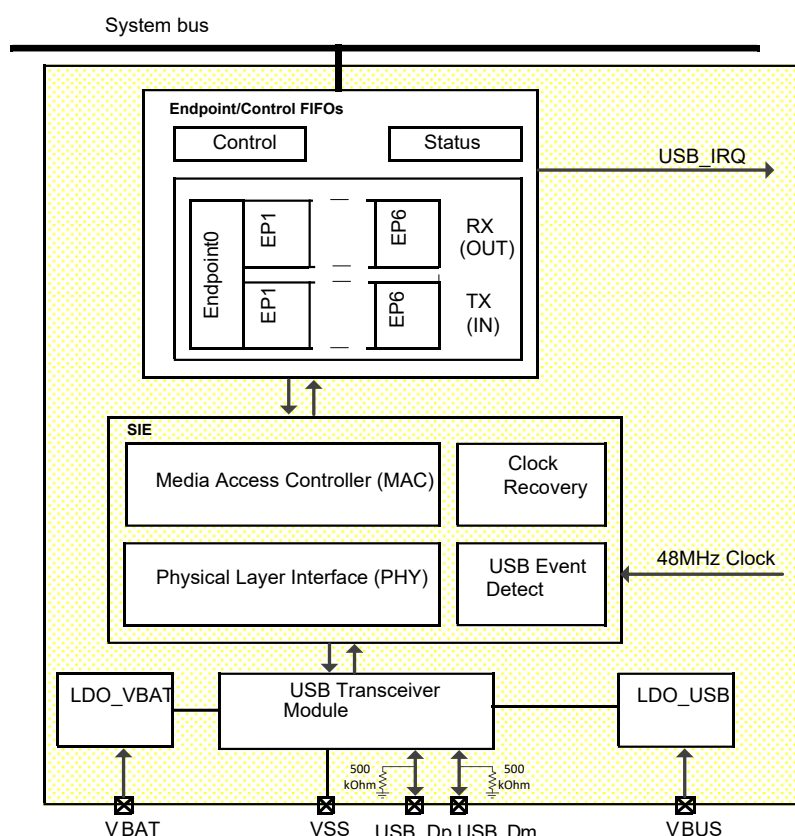 System bus
Endpoint/Control FIFOs
Control
Status
USB_IRQ
Endpoint0
EP1
EP6
RX
(OUT)
EP1
EP6
TX
(IN)
SIE
Media Access Controller (MAC)
Clock
Recovery
Physical Layer Interface (PHY)
USB Event
Detect
48MHz Clock
LDO_VBAT
USB Transceiver
Module
LDO_USB
500
kOhm
500
kOhm
VBAT
VSS
USB_Dp
USB_Dm
VBUS